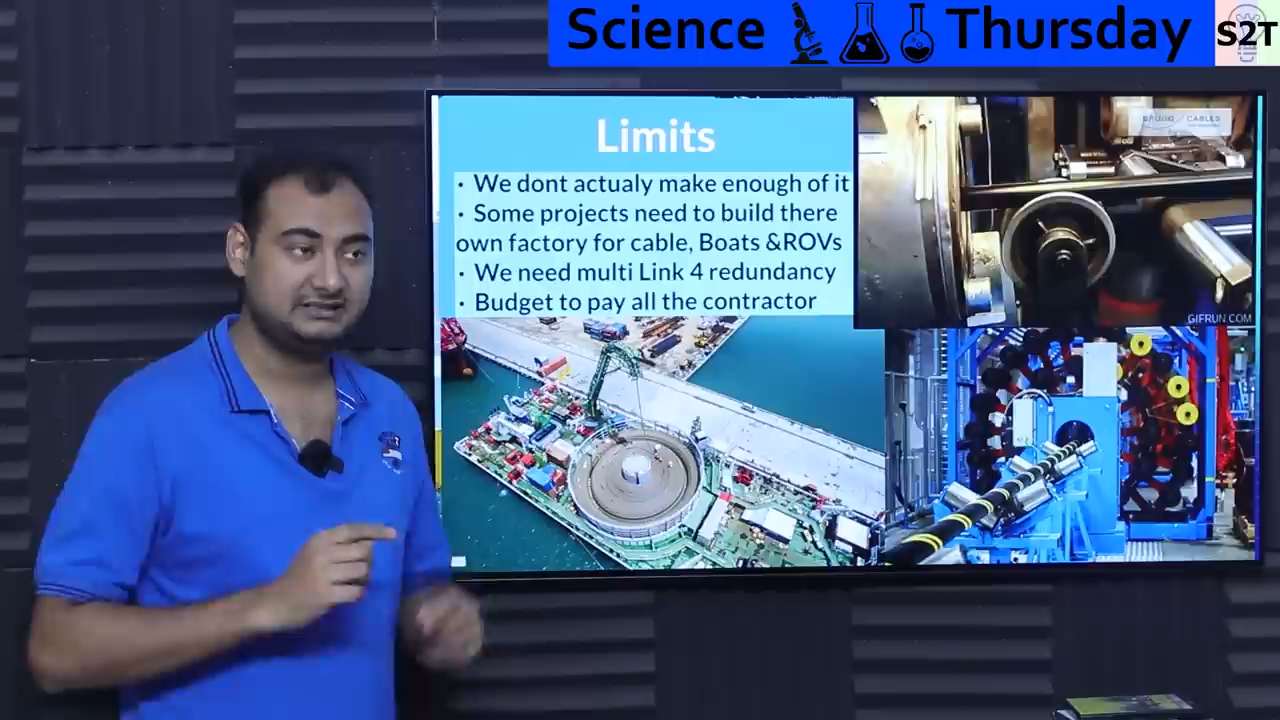 Science Thursday
S2T
Limits
· We dont actualy make enough of it
· Some projects need to build there
own factory for cable, Boats &ROVs
· We need multi Link 4 redundancy
· Budget to pay all the contractor
CABLES
GIFRUN.COM